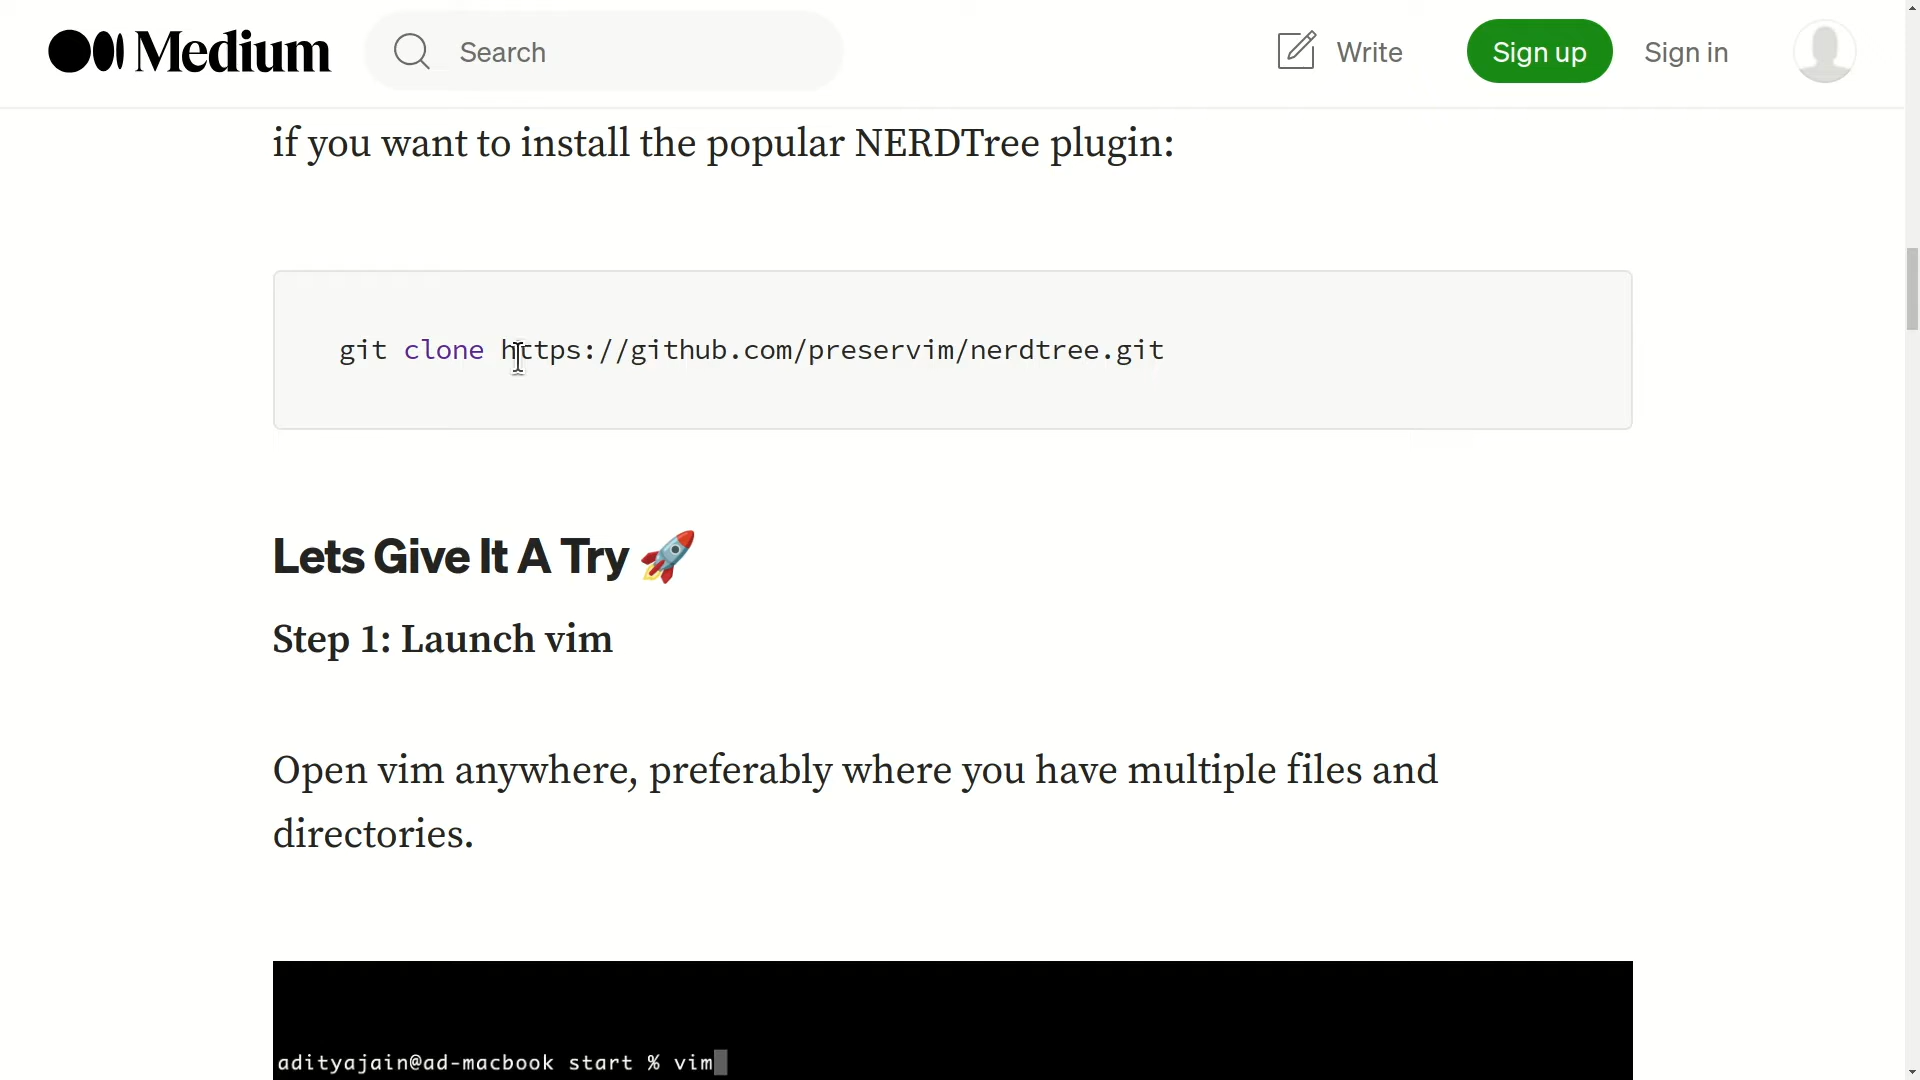 Medium
Search
Write
Sign up
Sign in
if you want to install the popular NERDTree plugin:
git clone https://github.com/preservim/nerdtree.git
Lets Give It A Try 🚀
Step 1: Launch vim
Open vim anywhere, preferably where you have multiple files and
directories.
adityajain@ad-macbook start % vim